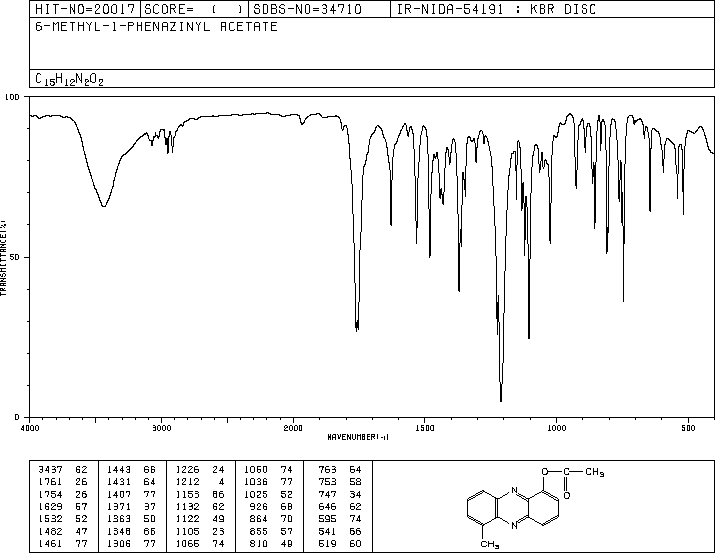 HIT-NO=20017 SCORE= ( ) SDBS-NO=34710 IR-NIDA-54191 : KBR DISC
6-METHYL-1-PHENAZINYL ACETATE
C15H12N2O2
100
50
0
TRANSMITTANCE(%)
4000 3000 2000 1500 1000 500
WAVENUMBER(-1)
3437 62 1443 66 1226 24 1060 74 763 64
1761 26 1431 64 1212 4 1036 77 753 58
1754 26 1407 77 1153 66 1025 52 747 34
1629 57 1371 37 1132 62 926 68 646 62
1532 52 1363 50 1122 49 864 70 595 74
1482 47 1348 66 1105 23 855 57 541 66
1461 77 1306 77 1066 74 810 49 519 60
O C CH3
O
N
N
CH3